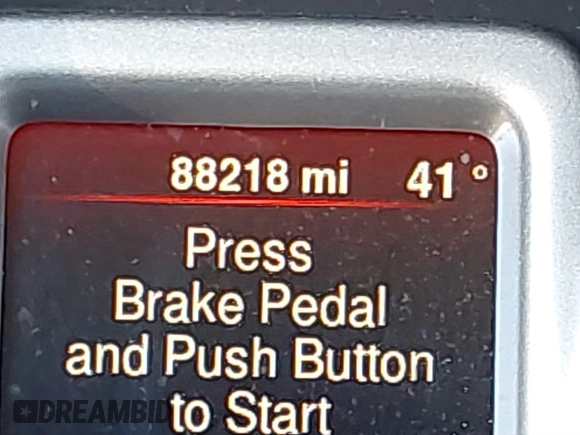 88218 mi 41°
Press
Brake Pedal
and Push Button
to Start
DREAMBID